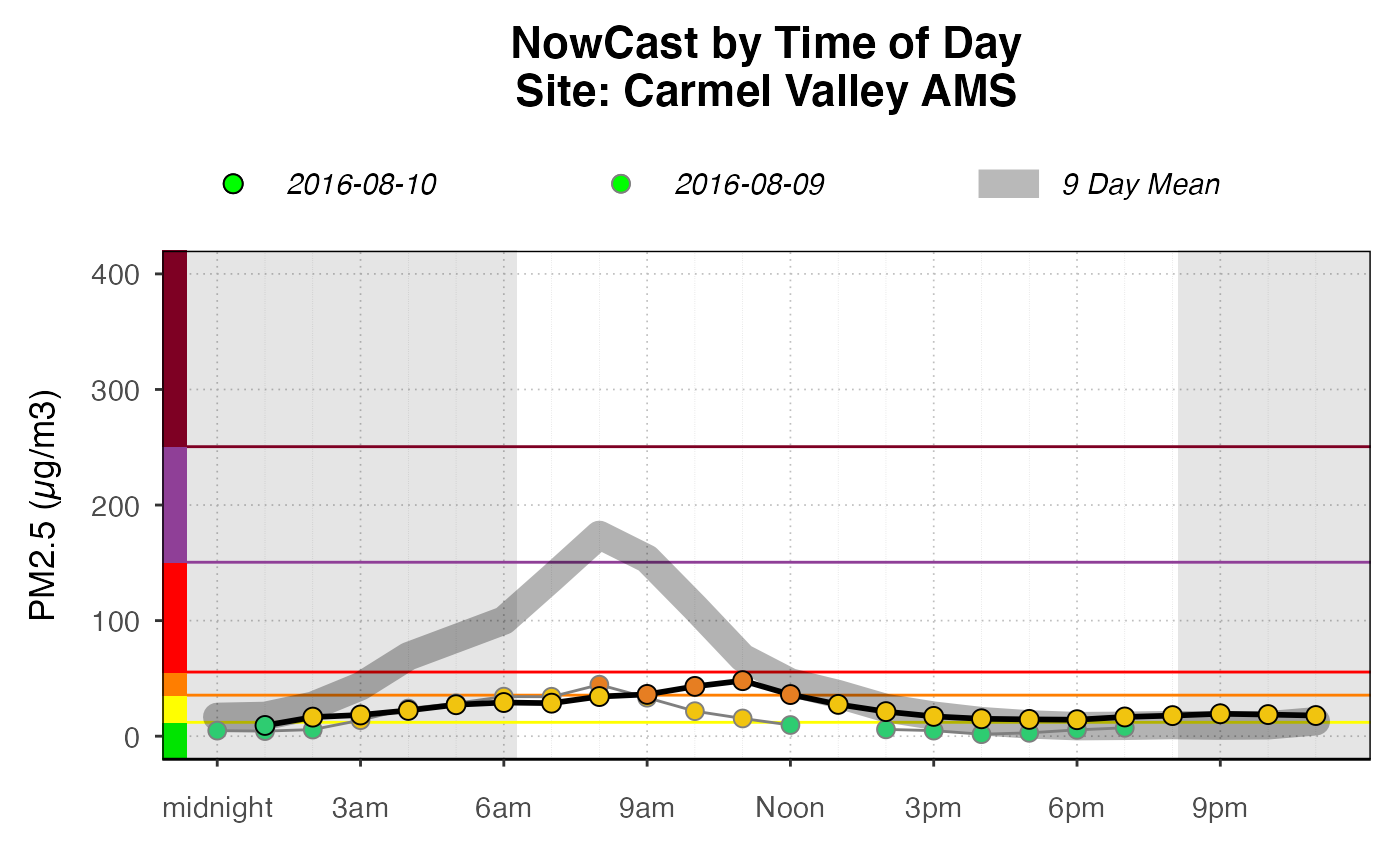 NowCast by Time of Day
Site: Carmel Valley AMS
2016-08-10 2016-08-09 9 Day Mean
PM2.5 (µg/m3)
400
300
200
100
0
midnight 3am 6am 9am Noon 3pm 6pm 9pm